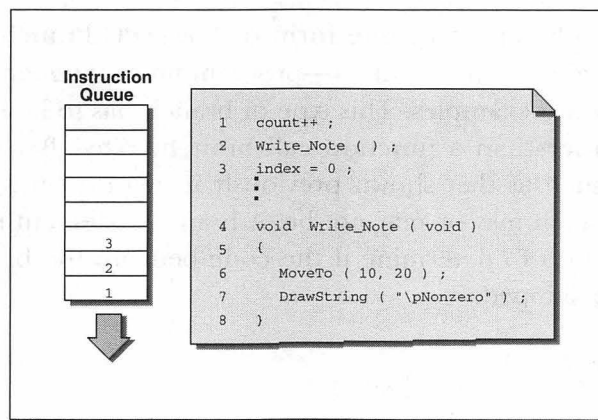 Instruction
Queue
3
2
1
1 count++ ;
2 Write_Note ( )
3 index = 0 ;
4 void Write_Note ( void )
5 {
6 MoveTo ( 10, 20 ) ;
7 DrawString ( "\pNonzero" ) ;
8 }